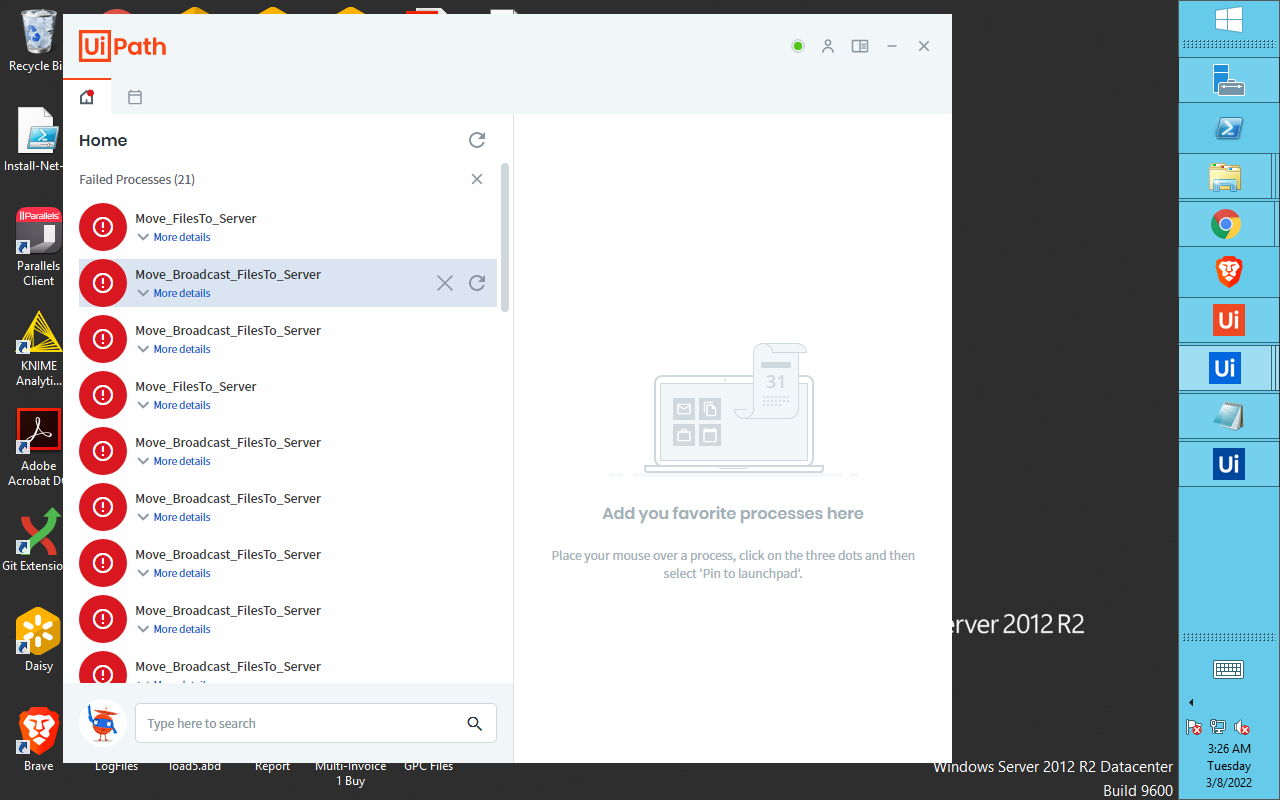 Recycle Bi
Install-Net-
Parallels
Client
KNIME
Analyti...
Adobe
Acrobat D
Git Extensio
Daisy
Brave
LogFiles
load5.abd
Report
Multi-Invoice
1 Buy
GPC Files
UiPath
Home
Failed Processes (21)
Move_FilesTo_Server
More details
Move_Broadcast_FilesTo_Server
More details
Move_Broadcast_FilesTo_Server
More details
Move_FilesTo_Server
More details
Move_Broadcast_FilesTo_Server
More details
Move_Broadcast_FilesTo_Server
More details
Move_Broadcast_FilesTo_Server
More details
Move_Broadcast_FilesTo_Server
More details
Move_Broadcast_FilesTo_Server
More details
Type here to search
31
Add you favorite processes here
Place your mouse over a process, click on the three dots and then
select 'Pin to launchpad'.
erver 2012 R2
Windows Server 2012 R2 Datacenter
Build 9600
Ui
Ui
Ui
3:26 AM
Tuesday
3/8/2022